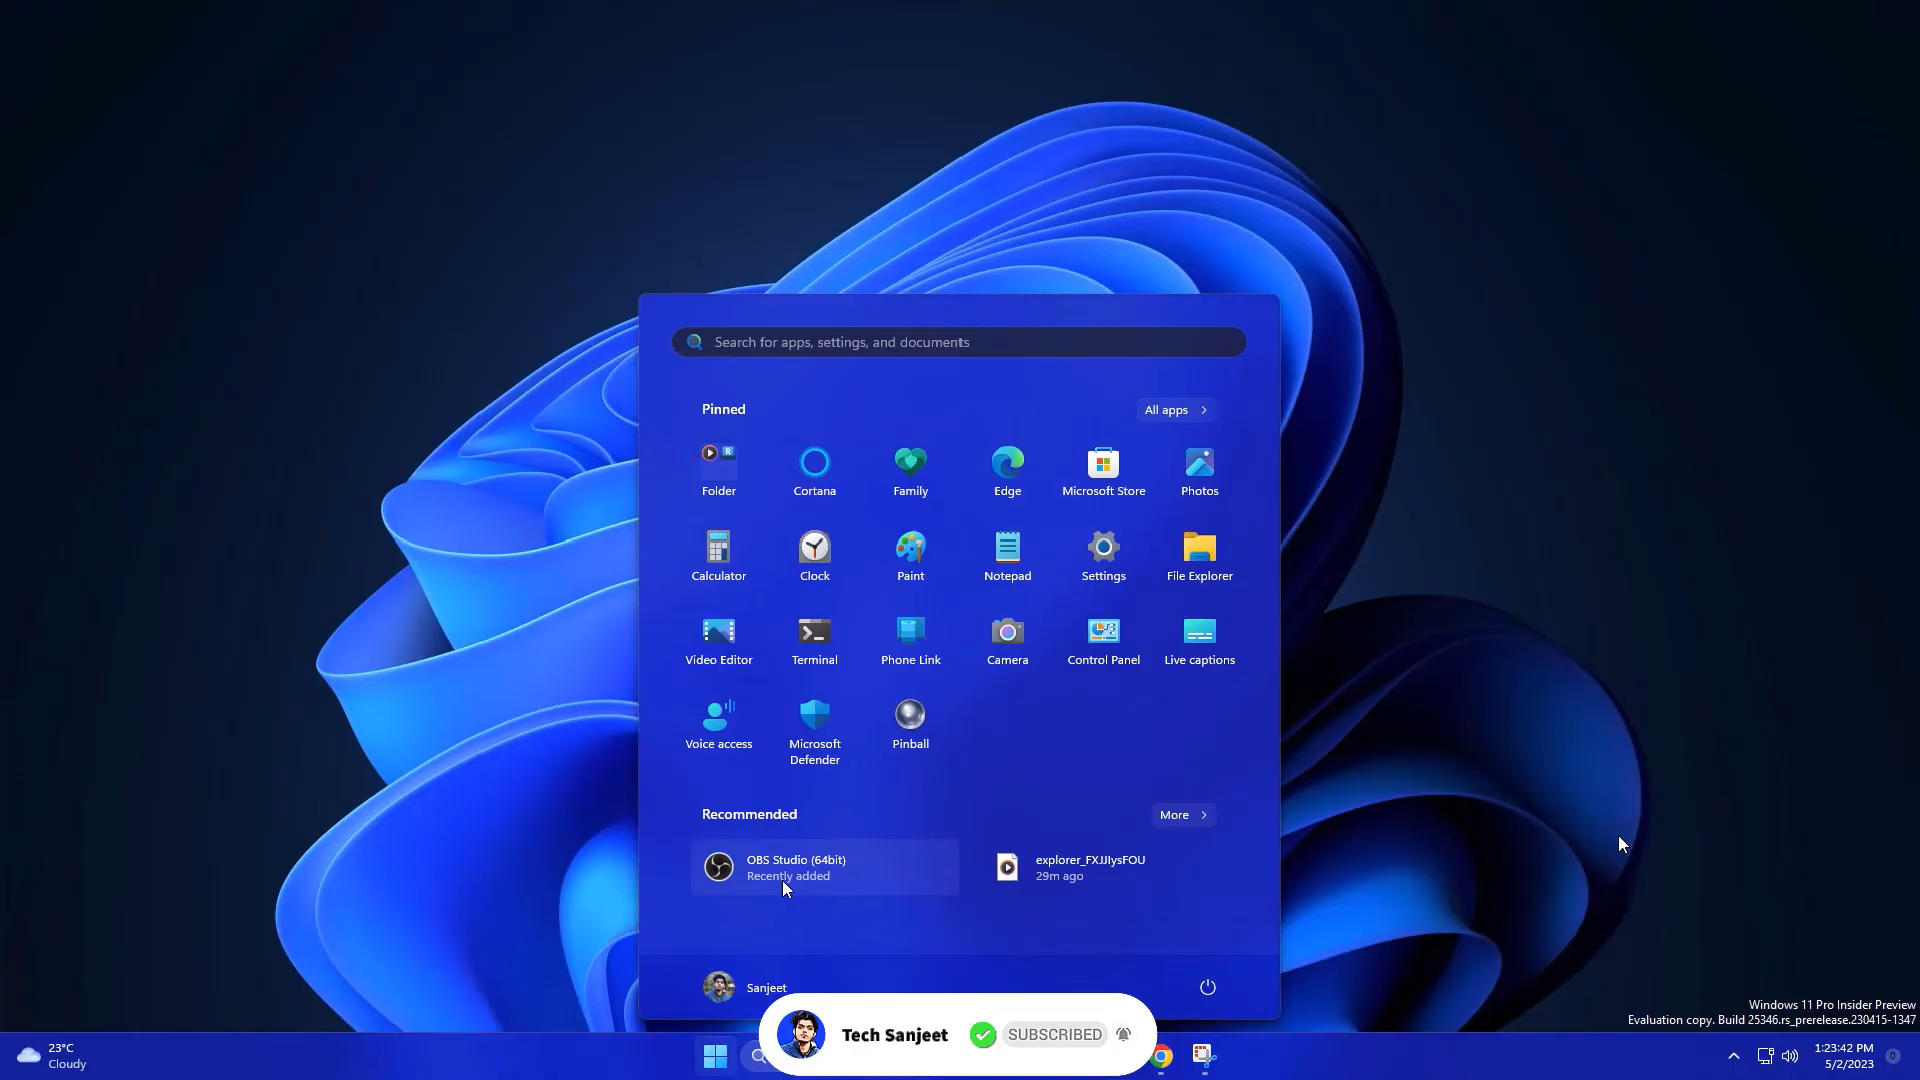 Search for apps, settings, and documents
Pinned
All apps
Folder
Cortana
Family
Edge
Microsoft Store
Photos
Calculator
Clock
Paint
Notepad
Settings
File Explorer
Video Editor
Terminal
Phone Link
Camera
Control Panel
Live captions
Voice access
Microsoft
Defender
Pinball
Recommended
More
OBS Studio (64bit)
Recently added
explorer_FXJJIysFOU
29m ago
Sanjeet
Windows 11 Pro Insider Preview
Evaluation copy. Build 25346.rs_prerelease.230415-1347
Tech Sanjeet
SUBSCRIBED
23°C
Cloudy
1:23:42 PM
5/2/2023
0